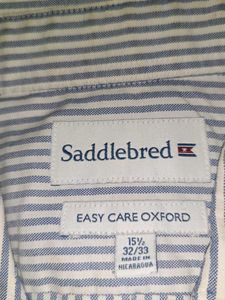 Saddlebred
EASY CARE OXFORD
15½
32/33
MADE IN
NICARAGUA